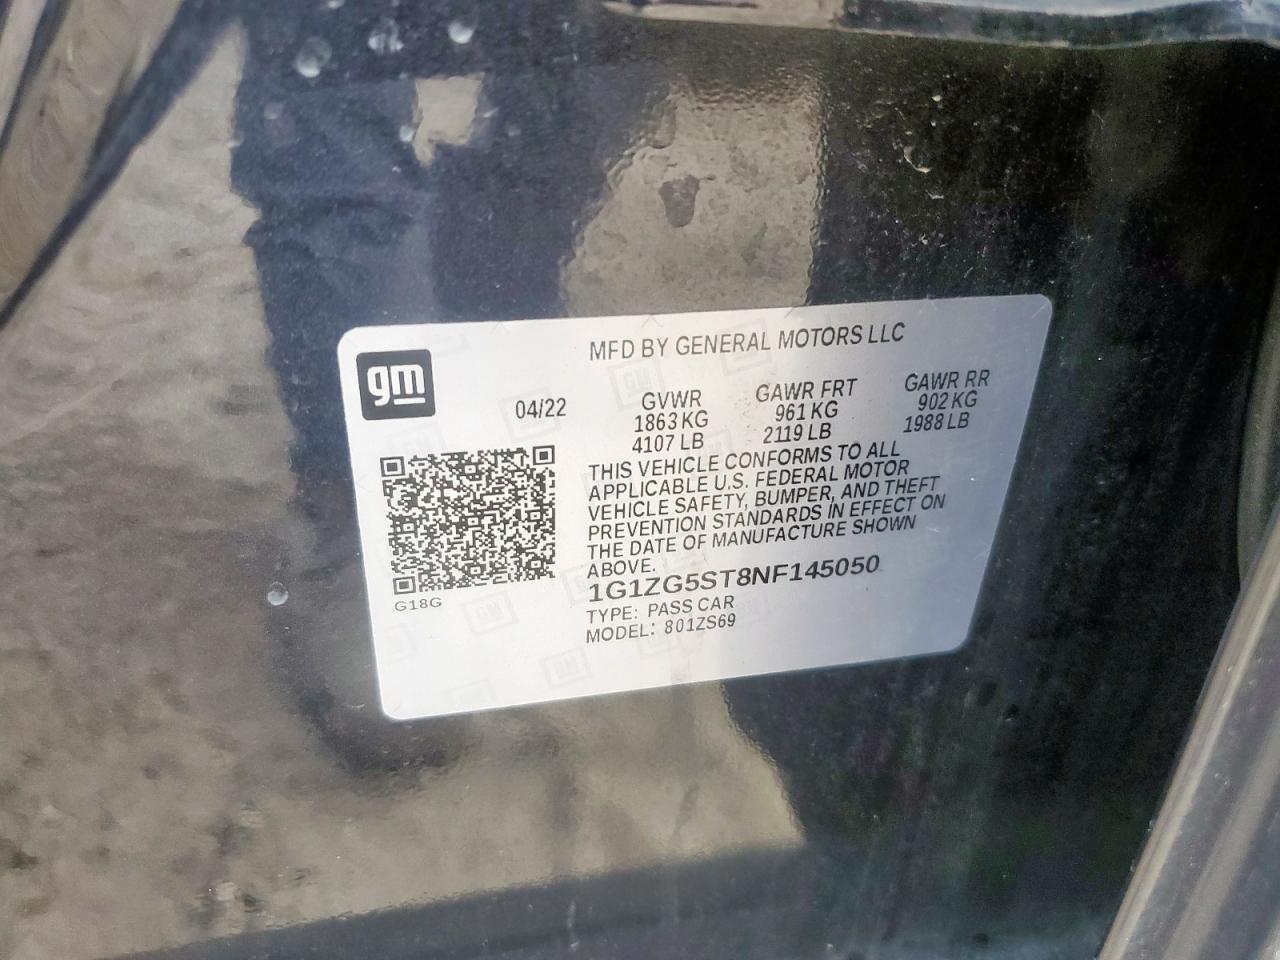 MFD BY GENERAL MOTORS LLC
gm
04/22
GVWR GAWR FRT GAWR RR
1863 KG 961 KG 902 KG
4107 LB 2119 LB 1988 LB
THIS VEHICLE CONFORMS TO ALL
APPLICABLE U.S. FEDERAL MOTOR
VEHICLE SAFETY, BUMPER, AND THEFT
PREVENTION STANDARDS IN EFFECT ON
THE DATE OF MANUFACTURE SHOWN
ABOVE.
1G1ZG5ST8NF145050
G18G
TYPE: PASS CAR
MODEL: 801ZS69